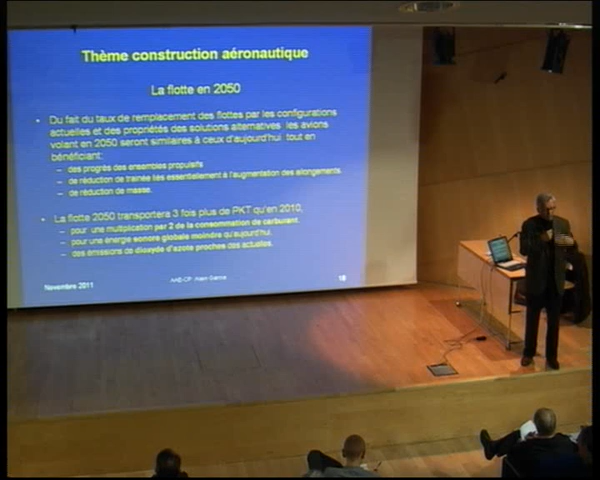 Thème construction aéronautique
La flotte en 2050
• Du fait du taux de remplacement des flottes par les configurations
actuelles et des propriétés des solutions alternatives les avions
volant en 2050 seront similaires à ceux d'aujourd'hui tout en
bénéficiant:
– des progrès des ensembles propulsifs
– de réduction de trainée liés essentiellement à l'augmentation des allongements.
– de réduction de masse.
• La flotte 2050 transportera 3 fois plus de PKT qu'en 2010,
– pour une multiplication par 2 de la consommation de carburant.
– pour une énergie sonore globale moindre qu'aujourd'hui.
– des émissions de dioxyde d'azote proches des actuelles.
Novembre 2011
Alain Garcia